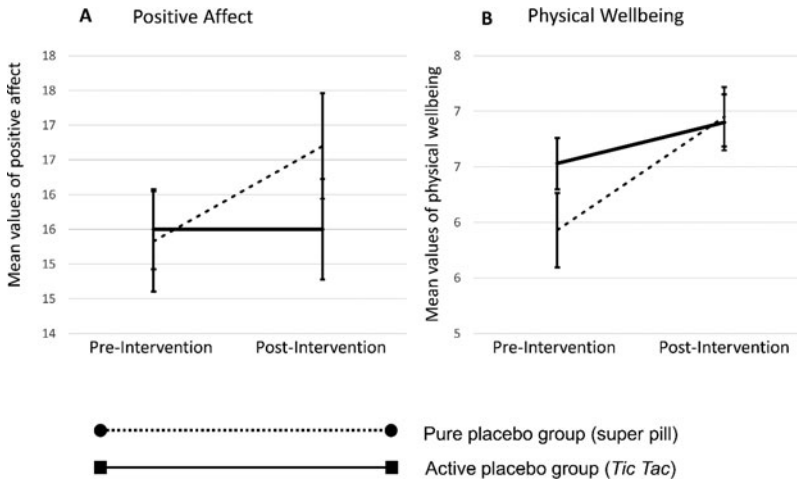 A Positive Affect
Mean values of positive affect
18
18
17
17
16
16
15
15
14
Pre-Intervention Post-Intervention
B Physical Wellbeing
Mean values of physical wellbeing
8
7
7
6
6
5
Pre-Intervention Post-Intervention
Pure placebo group (super pill)
Active placebo group (Tic Tac)